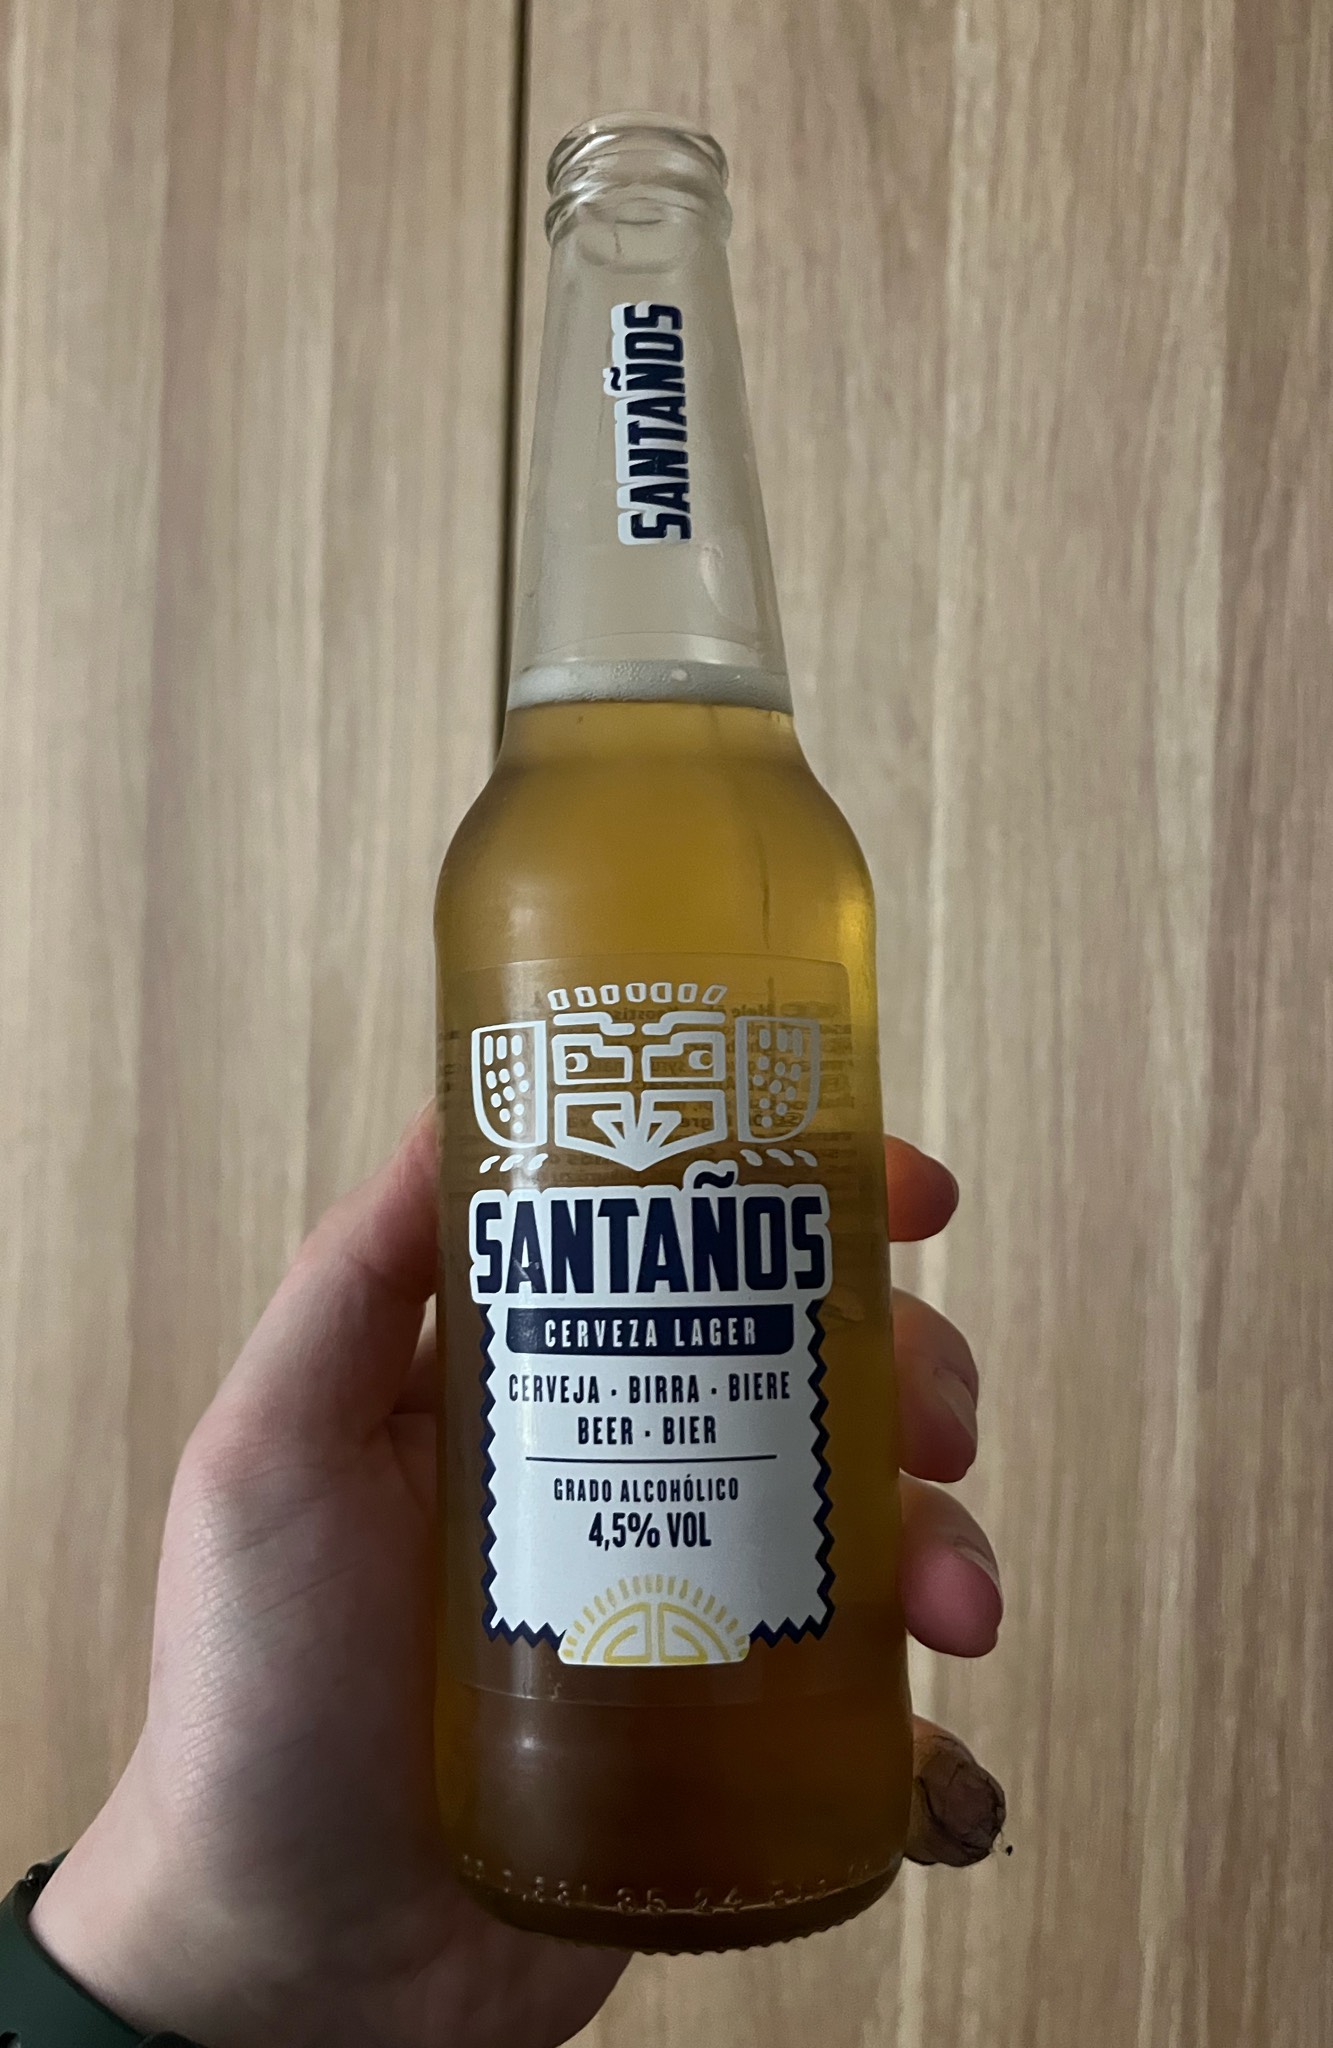 SANTAÑOS
SANTAÑOS
CERVEZA LAGER
CERVEJA · BIRRA · BIERE
BEER · BIER
GRADO ALCOHÓLICO
4,5% VOL